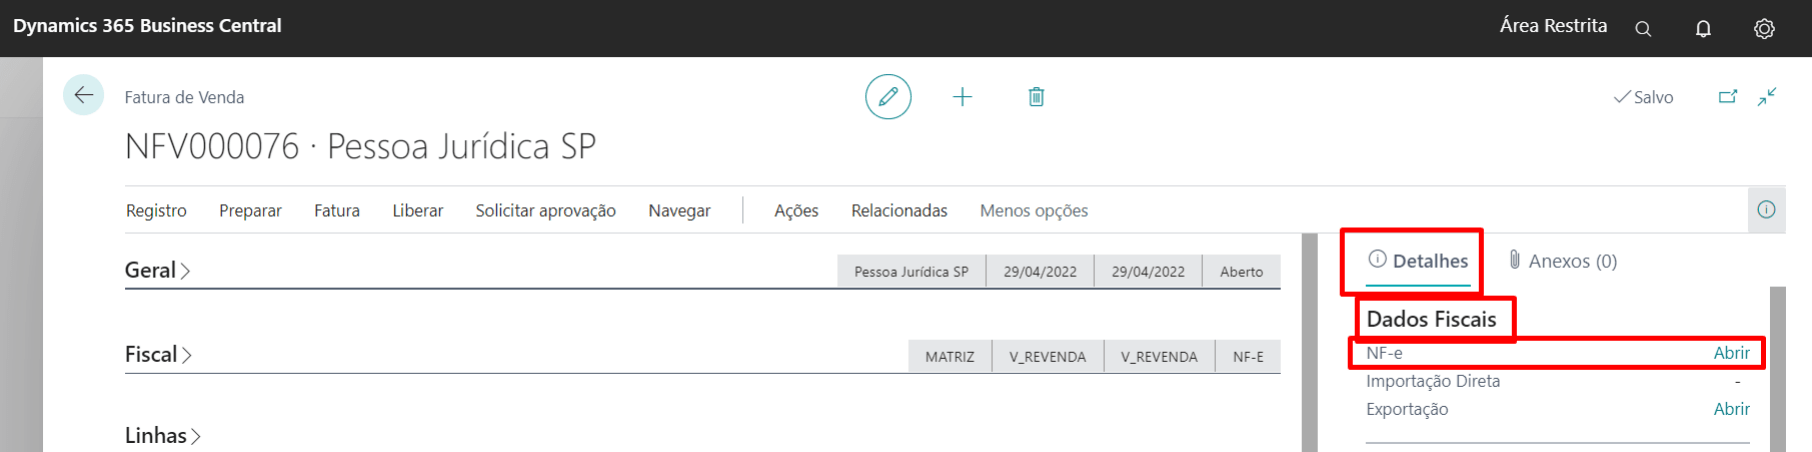 Dynamics 365 Business Central
Área Restrita
Fatura de Venda
Salvo
NFV000076 · Pessoa Jurídica SP
Registro Preparar Fatura Liberar Solicitar aprovação Navegar Ações Relacionadas Menos opções
Geral
Pessoa Jurídica SP 29/04/2022 29/04/2022 Aberto
Fiscal
MATRIZ V_REVENDA V_REVENDA NF-E
Linhas
Detalhes Anexos (0)
Dados Fiscais
NF-e Abrir
Importação Direta -
Exportação Abrir